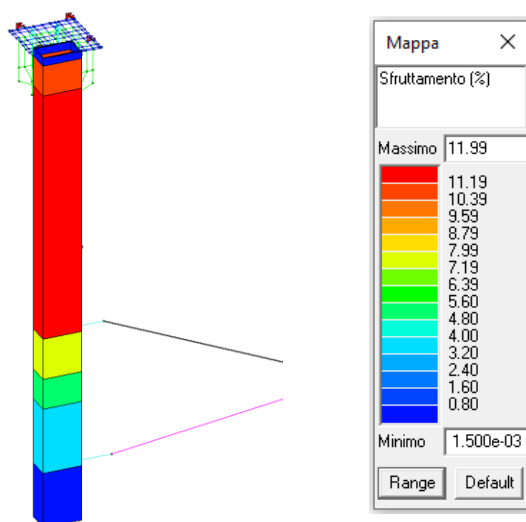 Mappa
Sfruttamento (%)
Massimo 11.99
11.19
10.39
9.59
8.79
7.99
7.19
6.39
5.60
4.80
4.00
3.20
2.40
1.60
0.80
Minimo 1.500e-03
Range Default